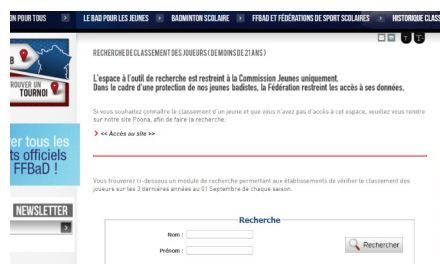 ON POUR TOUS
LE BAD POUR LES JEUNES
BADMINTON SCOLAIRE
FFBAD ET FÉDÉRATIONS DE SPORT SCOLAIRES
HISTORIQUE CLASS
T T
RECHERCHE DE CLASSEMENT DES JOUEURS (DE MOINS DE 21 ANS)
B
ROUVER UN
TOURNOI
L'espace à l'outil de recherche est restreint à la Commission Jeunes uniquement.
Dans le cadre d'une protection de nos jeunes badistes, la Fédération restreint les accès à ses données.
Si vous souhaitez connaître le classement d'un jeune et que vous n'avez pas d'accès à cet espace, veuillez vous rendre
sur notre site Poona, afin de faire la recherche.
<< Accès au site >>
er tous les
ts officiels
FFBaD !
Vous trouverez ci-dessous un module de recherche permettant aux établissements de vérifier le classement des
joueurs sur les 3 dernières années au 01 Septembre de chaque saison.
NEWSLETTER
Recherche
Nom :
Prénom :
Rechercher